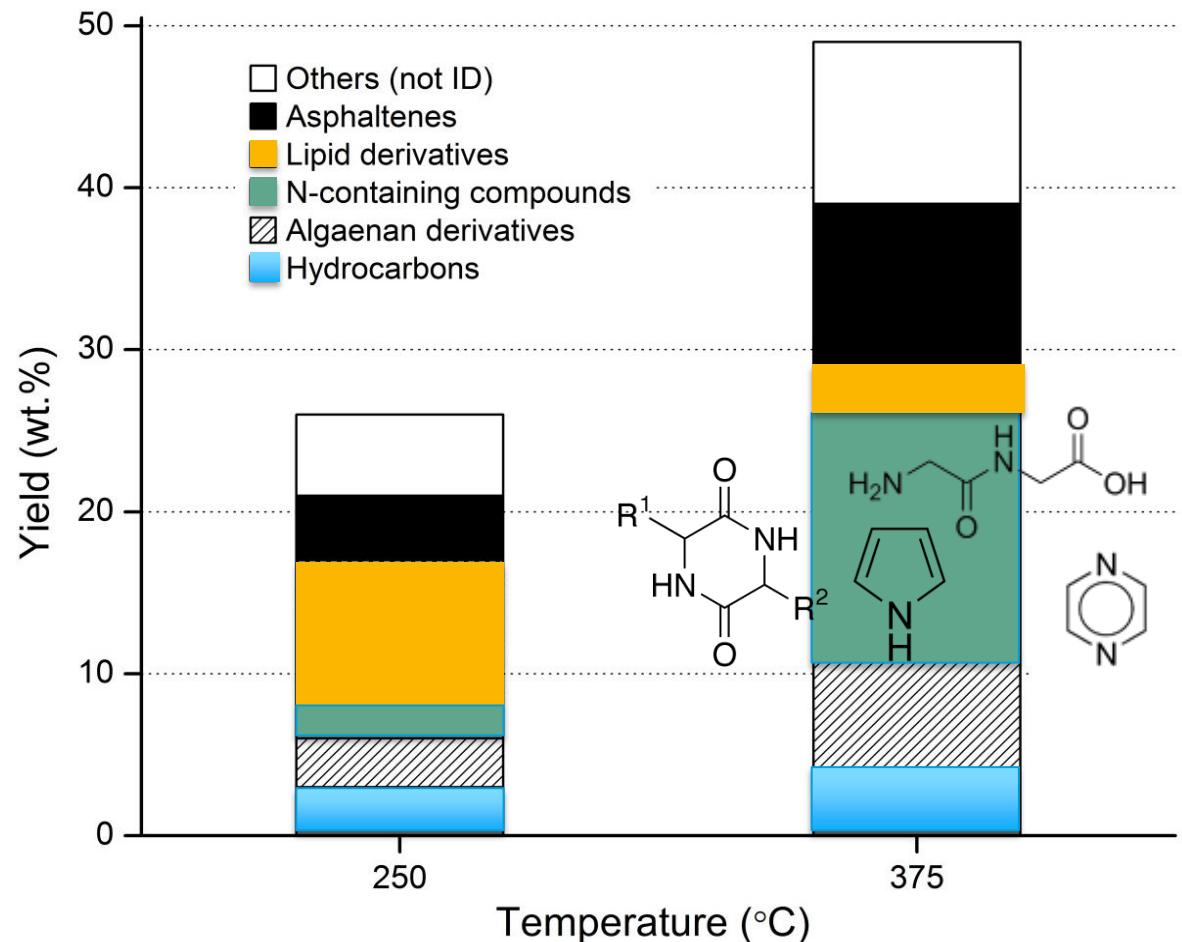 50
Others (not ID)
Asphaltenes
Lipid derivatives
N-containing compounds
Algaenan derivatives
Hydrocarbons
40
30
20
10
0
Yield (wt.%)
O
R1
NH
HN
R2
O
H2N
O
H
N
O
OH
N
H
N
N
250
375
Temperature (°C)